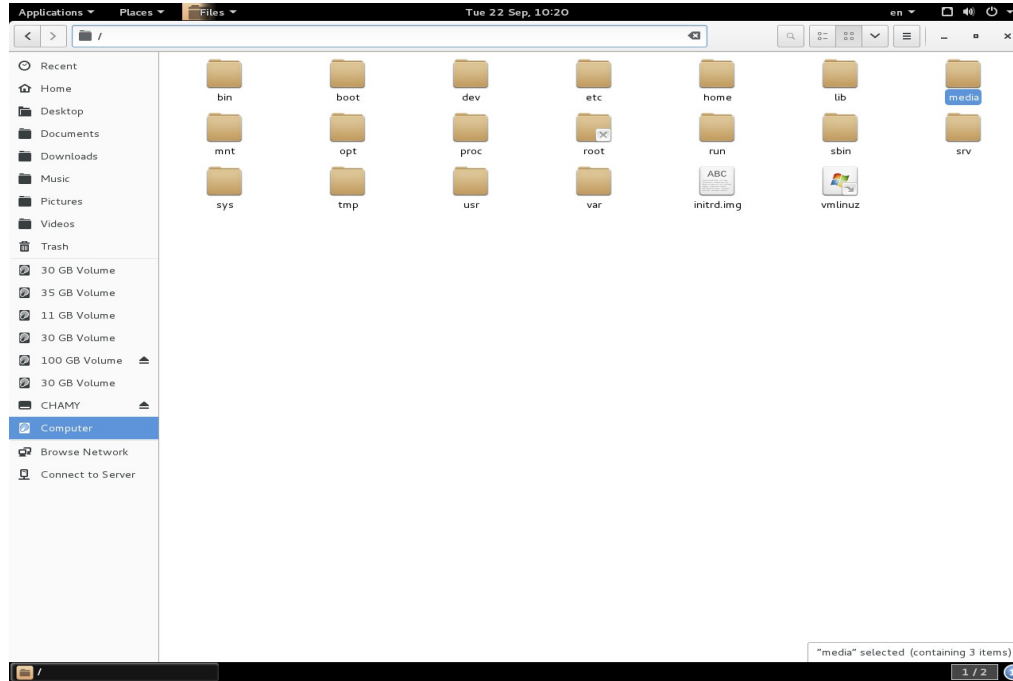 Applications Places Files Tue 22 Sep, 10:20 en
/
Recent
Home
Desktop
Documents
Downloads
Music
Pictures
Videos
Trash
30 GB Volume
35 GB Volume
11 GB Volume
30 GB Volume
100 GB Volume
30 GB Volume
CHAMY
Computer
Browse Network
Connect to Server
bin boot dev etc home lib media
mnt opt proc root run sbin srv
sys tmp usr var ABC initrd.img vmlinuz
"media" selected (containing 3 items)
/ 1 / 2